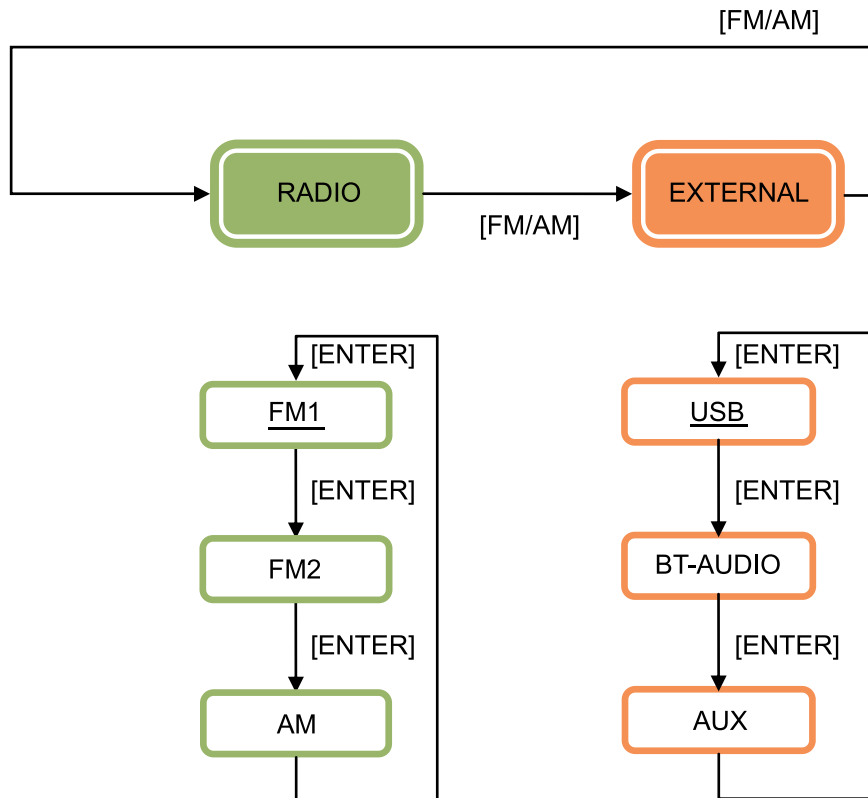 [FM/AM]
RADIO
EXTERNAL
[FM/AM]
[ENTER]
[ENTER]
FM1
USB
[ENTER]
[ENTER]
FM2
BT-AUDIO
[ENTER]
[ENTER]
AM
AUX